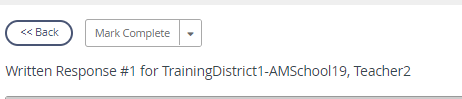 << Back
Mark Complete
Written Response #1 for TrainingDistrict1-AMSchool19, Teacher2